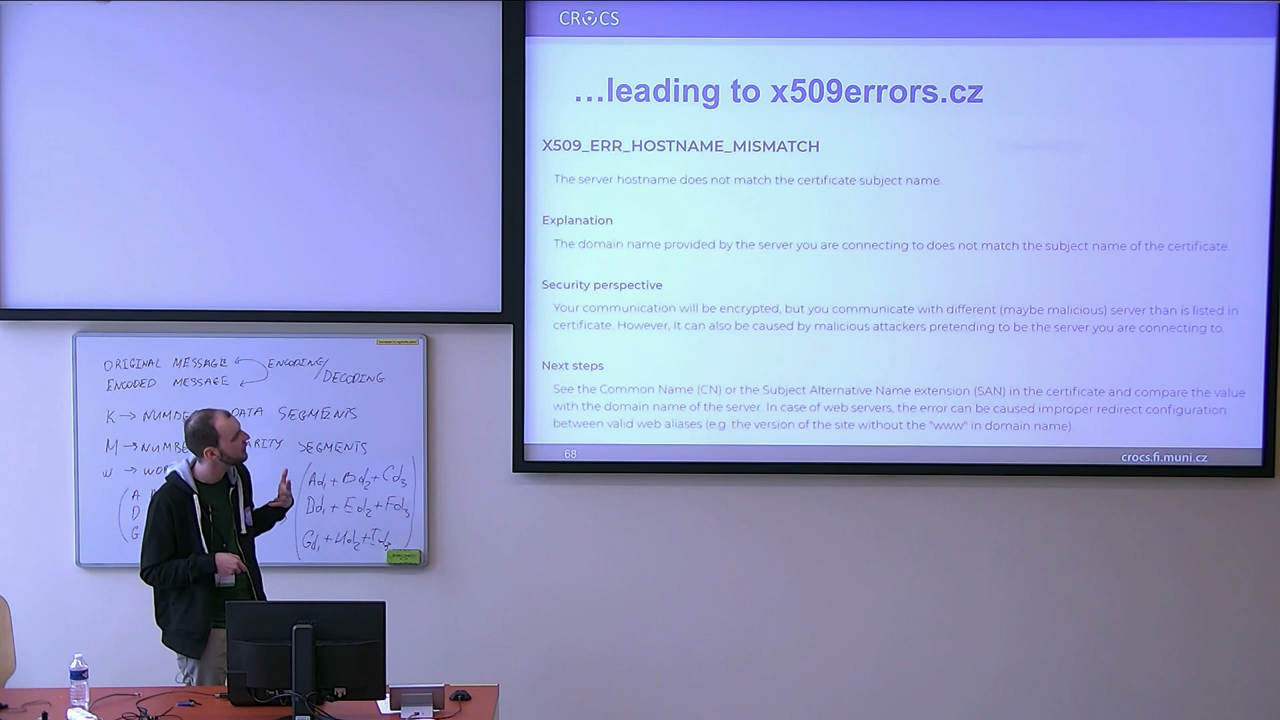 CROCS
…leading to x509errors.cz
X509_ERR_HOSTNAME_MISMATCH
The server hostname does not match the certificate subject name.
Explanation
The domain name provided by the server you are connecting to does not match the subject name of the certificate.
Security perspective
Your communication will be encrypted, but you communicate with different (maybe malicious) server than is listed in
certificate. However, It can also be caused by malicious attackers pretending to be the server you are connecting to.
Next steps
See the Common Name (CN) or the Subject Alternative Name extension (SAN) in the certificate and compare the value
with the domain name of the server. In case of web servers, the error can be caused improper redirect configuration
between valid web aliases (e.g. the version of the site without the "www" in domain name).
68
crocs.fi.muni.cz
ORIGINAL MESSAGE
ENCODING/
DECODING
ENCODED MESSAGE
K → DATA SEGMENTS
M → SEGMENTS
w →
A
D
G
Ad₁ + Bd₂ + Cd₃
Dd₁ + Ed₂ + Fd₃
Gd₁ + Hd₂ + Id₃